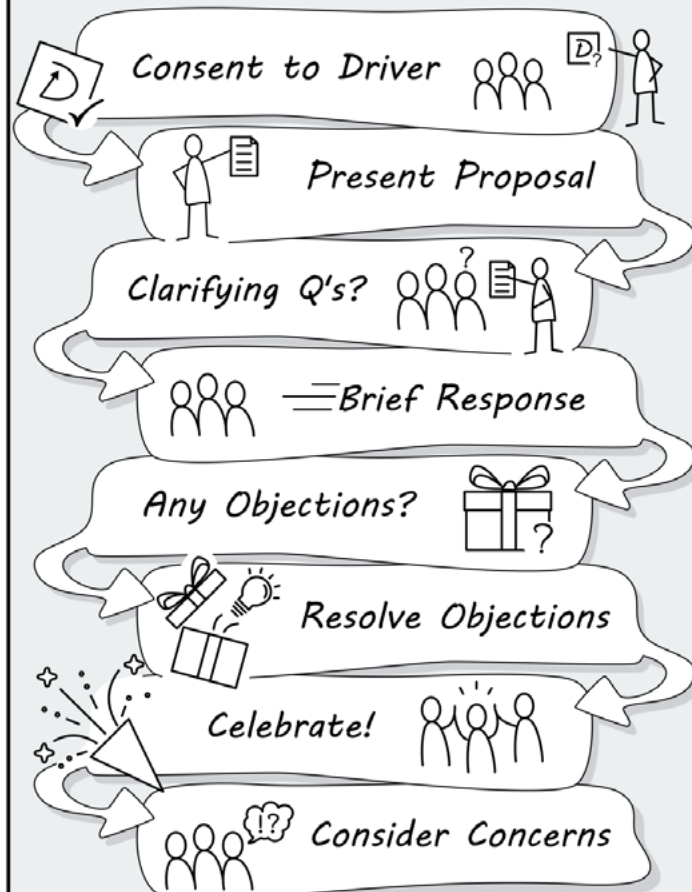 D
Consent to Driver
D?
Present Proposal
Clarifying Q's?
?
Brief Response
Any Objections?
?
Resolve Objections
Celebrate!
!?
Consider Concerns